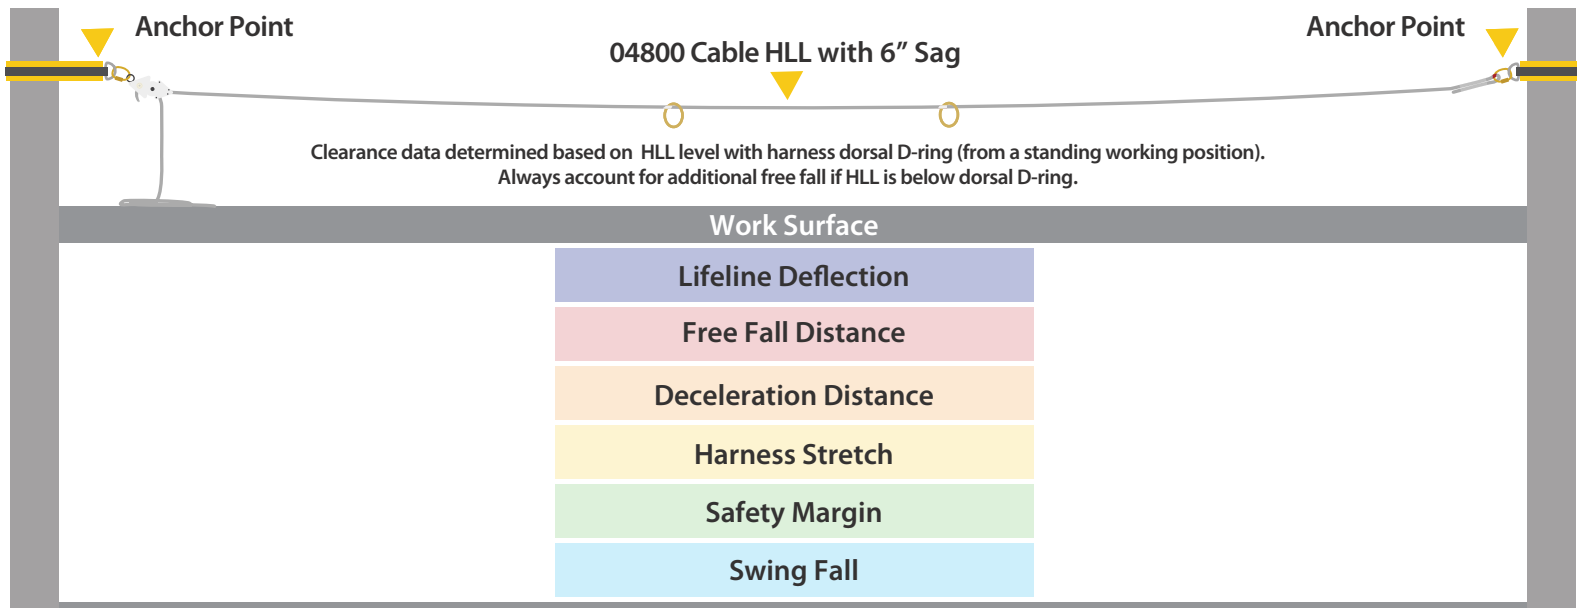 Anchor Point
Anchor Point
04800 Cable HLL with 6” Sag
Clearance data determined based on HLL level with harness dorsal D-ring (from a standing working position).
Always account for additional free fall if HLL is below dorsal D-ring.
Work Surface
Lifeline Deflection
Free Fall Distance
Deceleration Distance
Harness Stretch
Safety Margin
Swing Fall